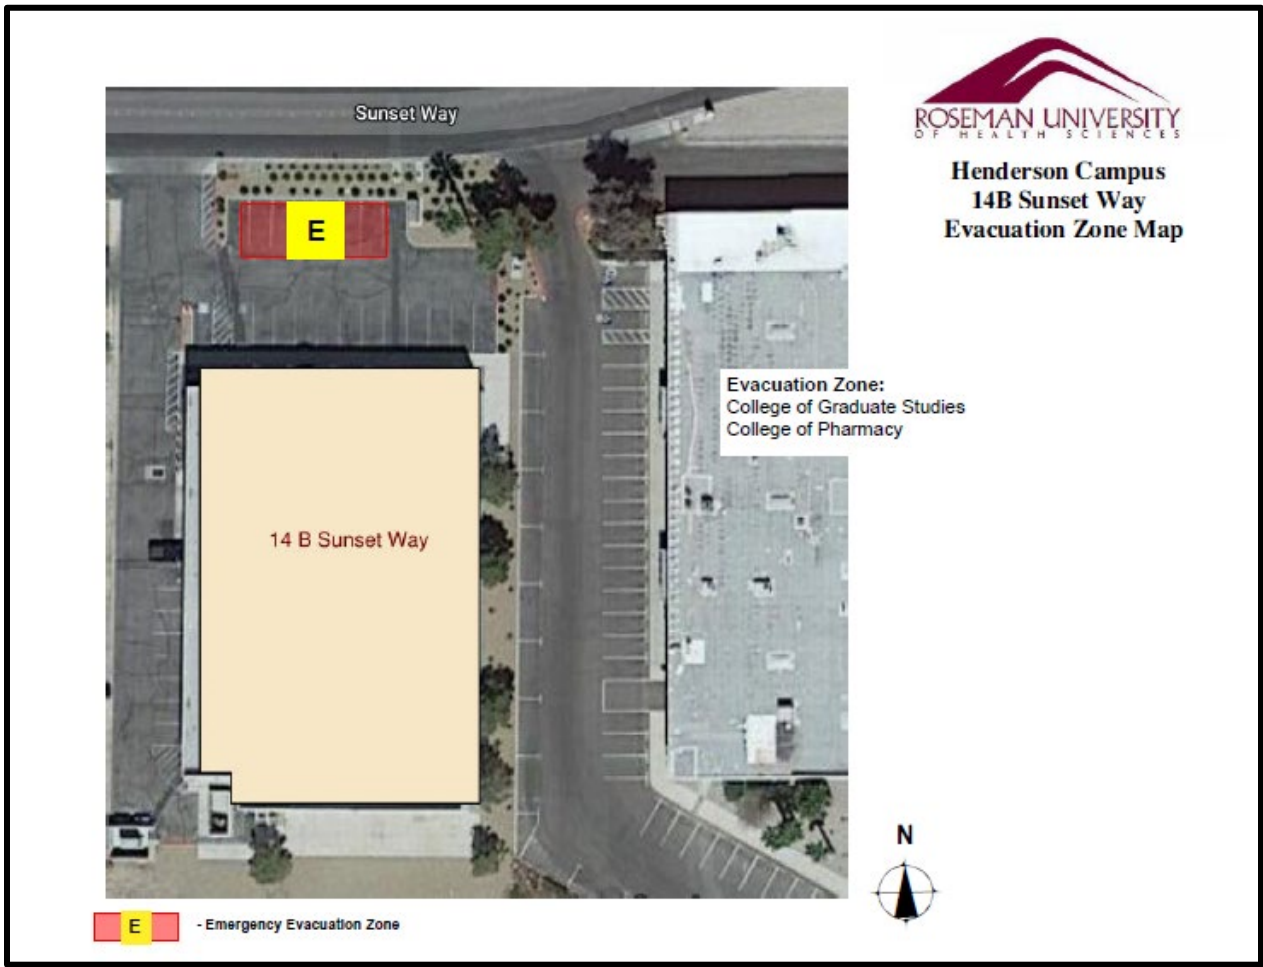 ROSEMAN UNIVERSITY
OF HEALTH SCIENCES
Henderson Campus
14B Sunset Way
Evacuation Zone Map
Sunset Way
E
Evacuation Zone:
College of Graduate Studies
College of Pharmacy
14 B Sunset Way
N
E - Emergency Evacuation Zone